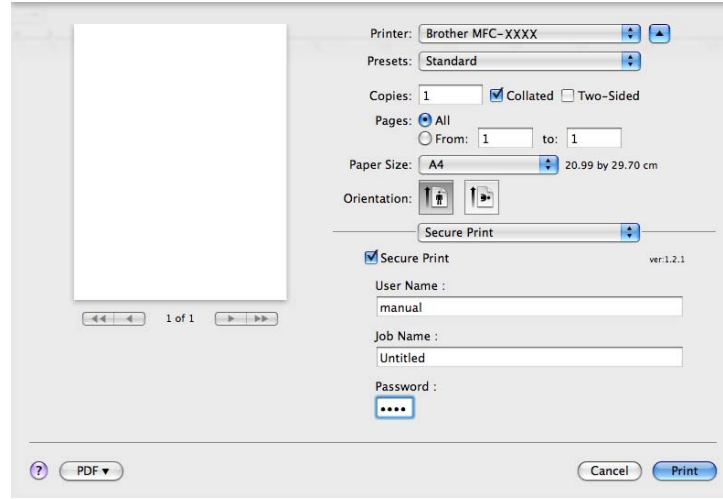 Printer: Brother MFC-XXXX
Presets: Standard
Copies: 1 Collated Two-Sided
Pages: All
From: 1 to: 1
Paper Size: A4 20.99 by 29.70 cm
Orientation:
Secure Print
Secure Print ver:1.2.1
User Name :
manual
1 of 1
Job Name :
Untitled
Password :
••••
? PDF ▼ Cancel Print